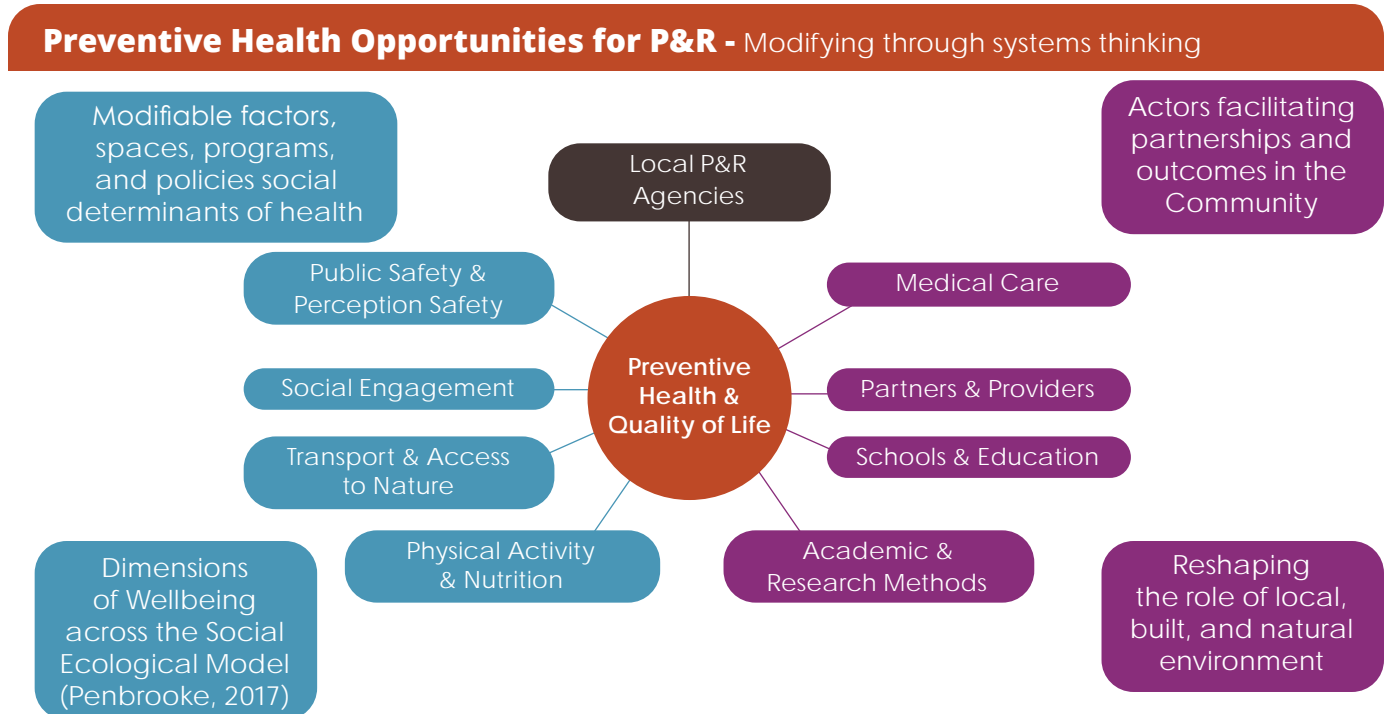 Preventive Health Opportunities for P&R - Modifying through systems thinking
Modifiable factors,
spaces, programs,
and policies social
determinants of health
Local P&R
Agencies
Actors facilitating
partnerships and
outcomes in the
Community
Public Safety &
Perception Safety
Medical Care
Social Engagement
Preventive
Health &
Quality of Life
Partners & Providers
Transport & Access
to Nature
Schools & Education
Physical Activity
& Nutrition
Academic &
Research Methods
Dimensions
of Wellbeing
across the Social
Ecological Model
(Penbrooke, 2017)
Reshaping
the role of local,
built, and natural
environment